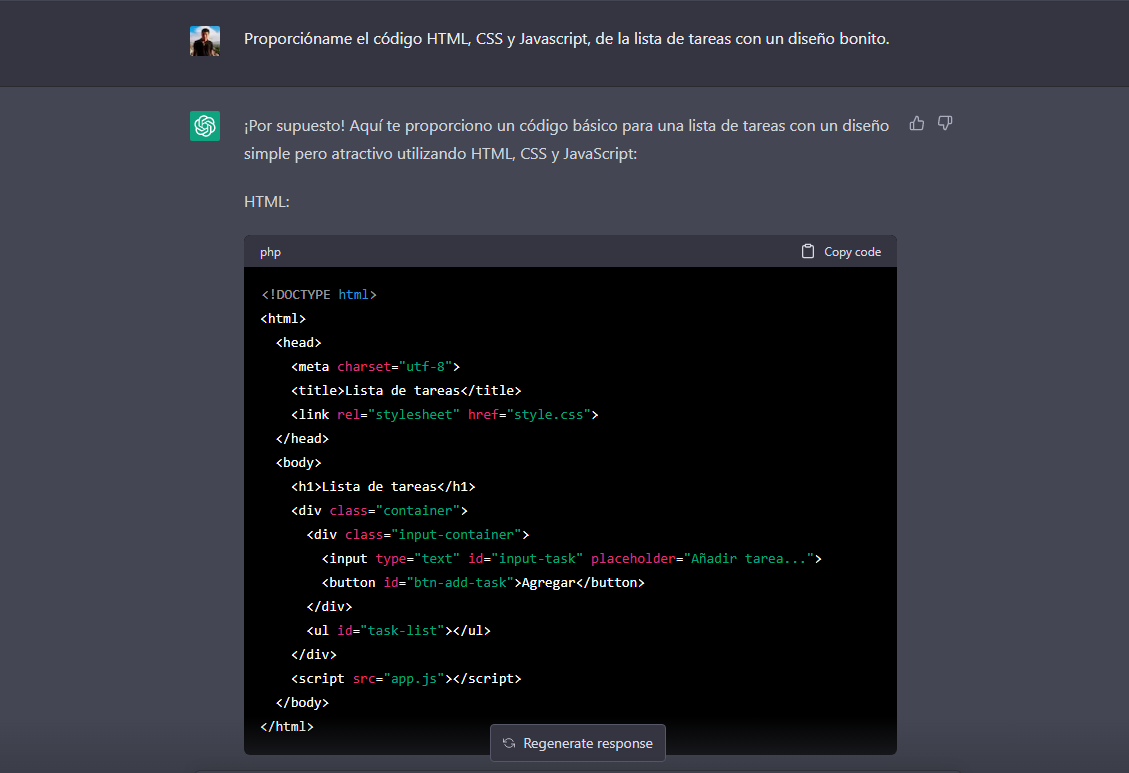 Proporcióname el código HTML, CSS y Javascript, de la lista de tareas con un diseño bonito.
¡Por supuesto! Aquí te proporciono un código básico para una lista de tareas con un diseño
simple pero atractivo utilizando HTML, CSS y JavaScript:
HTML:
php
Copy code
<!DOCTYPE html>
<html>
  <head>
    <meta charset="utf-8">
    <title>Lista de tareas</title>
    <link rel="stylesheet" href="style.css">
  </head>
  <body>
    <h1>Lista de tareas</h1>
    <div class="container">
      <div class="input-container">
        <input type="text" id="input-task" placeholder="Añadir tarea...">
        <button id="btn-add-task">Agregar</button>
      </div>
      <ul id="task-list"></ul>
    </div>
    <script src="app.js"></script>
  </body>
</html>
Regenerate response